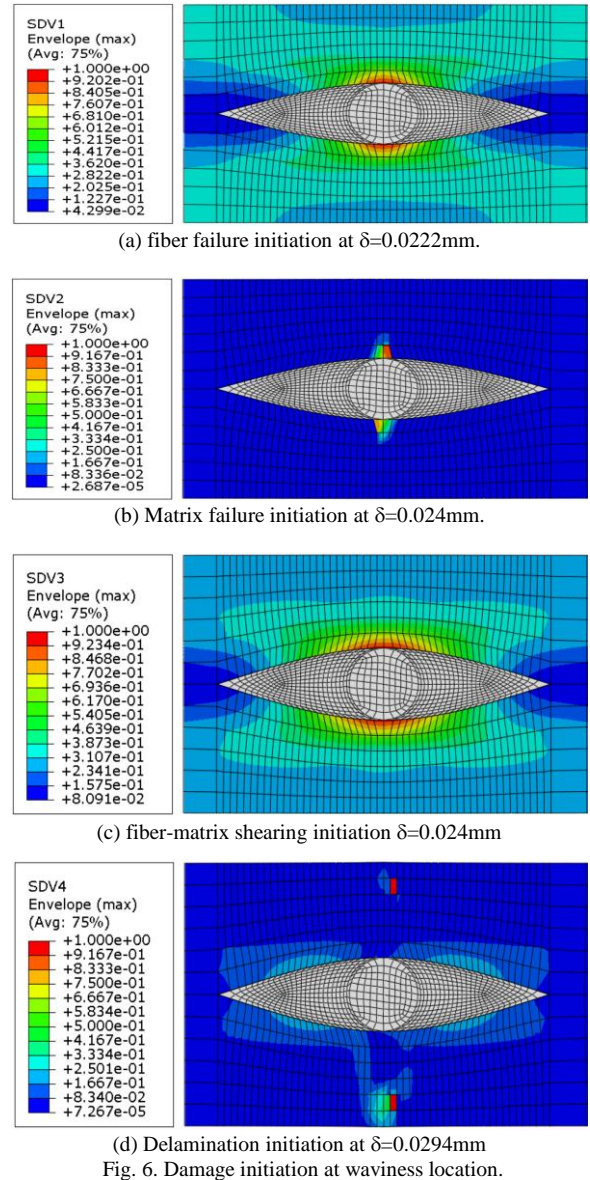 SDV1
Envelope (max)
(Avg: 75%)
+1.000e+00
+9.202e-01
+8.405e-01
+7.607e-01
+6.810e-01
+6.012e-01
+5.215e-01
+4.417e-01
+3.620e-01
+2.822e-01
+2.025e-01
+1.227e-01
+4.299e-02
(a) fiber failure initiation at δ=0.0222mm.
SDV2
Envelope (max)
(Avg: 75%)
+1.000e+00
+9.167e-01
+8.333e-01
+7.500e-01
+6.667e-01
+5.833e-01
+5.000e-01
+4.167e-01
+3.334e-01
+2.500e-01
+1.667e-01
+8.336e-02
+2.687e-05
(b) Matrix failure initiation at δ=0.024mm.
SDV3
Envelope (max)
(Avg: 75%)
+1.000e+00
+9.234e-01
+8.468e-01
+7.702e-01
+6.936e-01
+6.170e-01
+5.405e-01
+4.639e-01
+3.873e-01
+3.107e-01
+2.341e-01
+1.575e-01
+8.091e-02
(c) fiber-matrix shearing initiation δ=0.024mm
SDV4
Envelope (max)
(Avg: 75%)
+1.000e+00
+9.167e-01
+8.333e-01
+7.500e-01
+6.667e-01
+5.834e-01
+5.000e-01
+4.167e-01
+3.334e-01
+2.501e-01
+1.667e-01
+8.340e-02
+7.267e-05
(d) Delamination initiation at δ=0.0294mm
Fig. 6. Damage initiation at waviness location.